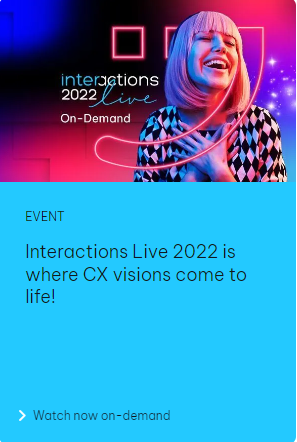 interactions
2022 live
On-Demand
EVENT
Interactions Live 2022 is
where CX visions come to
life!
Watch now on-demand